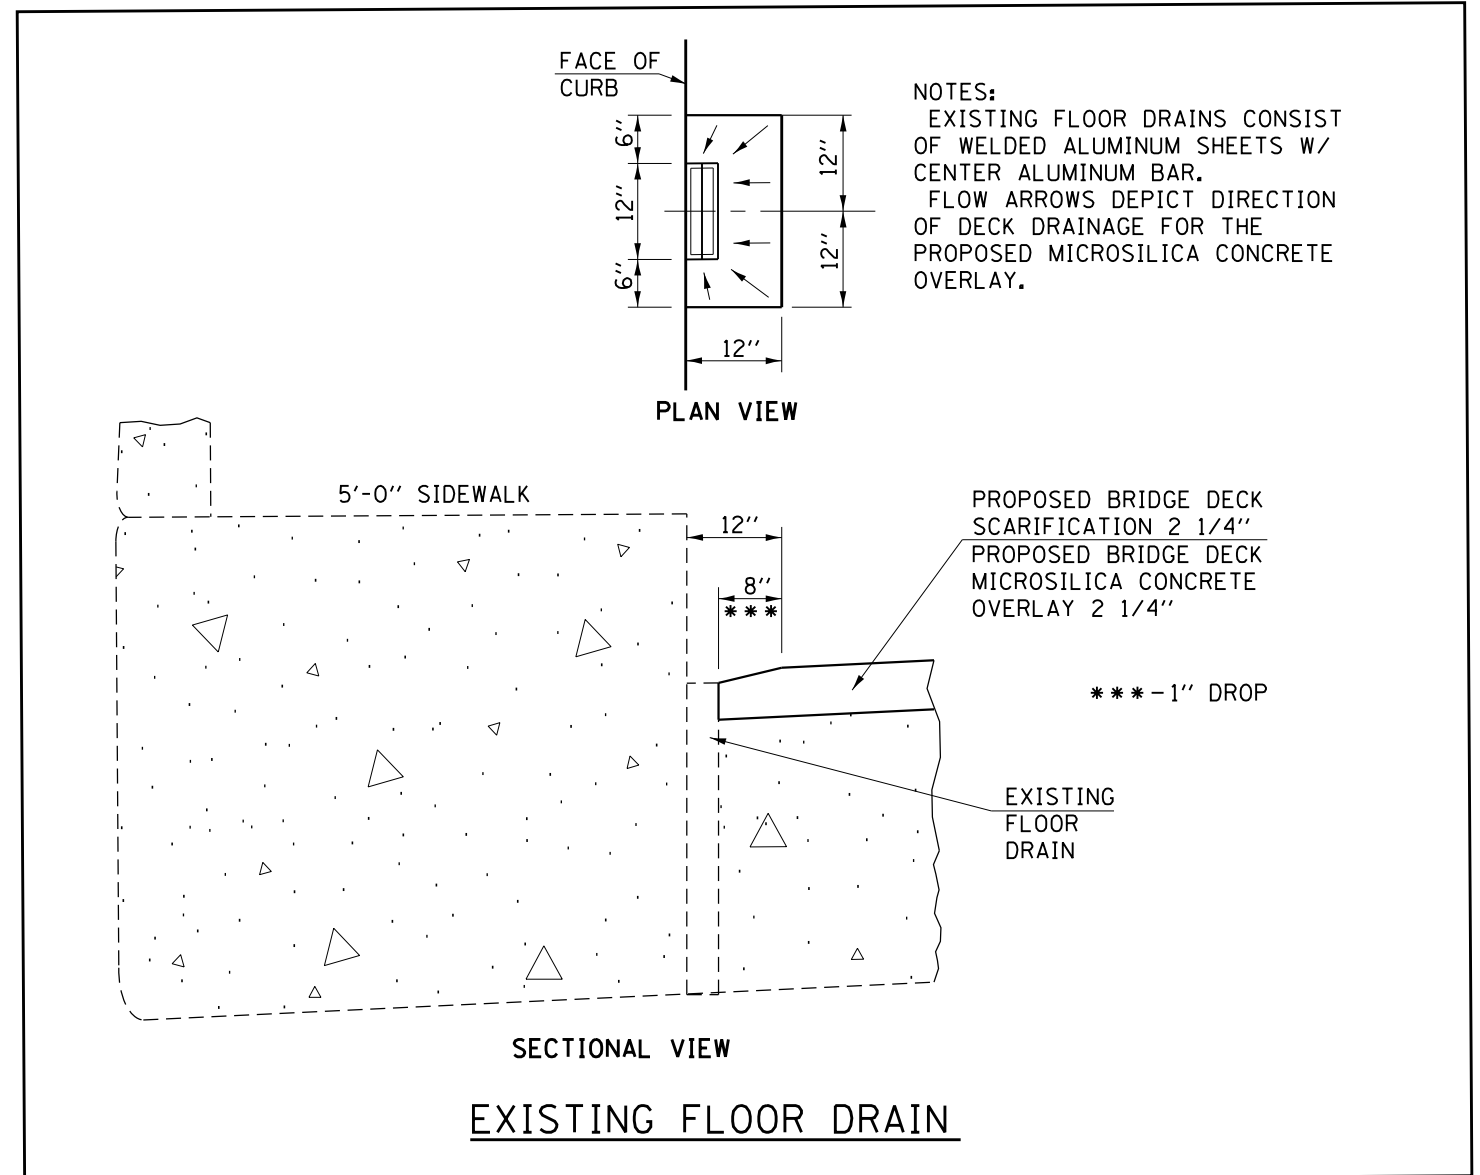 FACE OF
CURB
6″
12″
6″
12″
12″
12″
PLAN VIEW
NOTES:
EXISTING FLOOR DRAINS CONSIST
OF WELDED ALUMINUM SHEETS W/
CENTER ALUMINUM BAR.
FLOW ARROWS DEPICT DIRECTION
OF DECK DRAINAGE FOR THE
PROPOSED MICROSILICA CONCRETE
OVERLAY.
5′-0″ SIDEWALK
12″
8″
***
PROPOSED BRIDGE DECK
SCARIFICATION 2 1/4″
PROPOSED BRIDGE DECK
MICROSILICA CONCRETE
OVERLAY 2 1/4″
***-1″ DROP
EXISTING
FLOOR
DRAIN
SECTIONAL VIEW
EXISTING FLOOR DRAIN